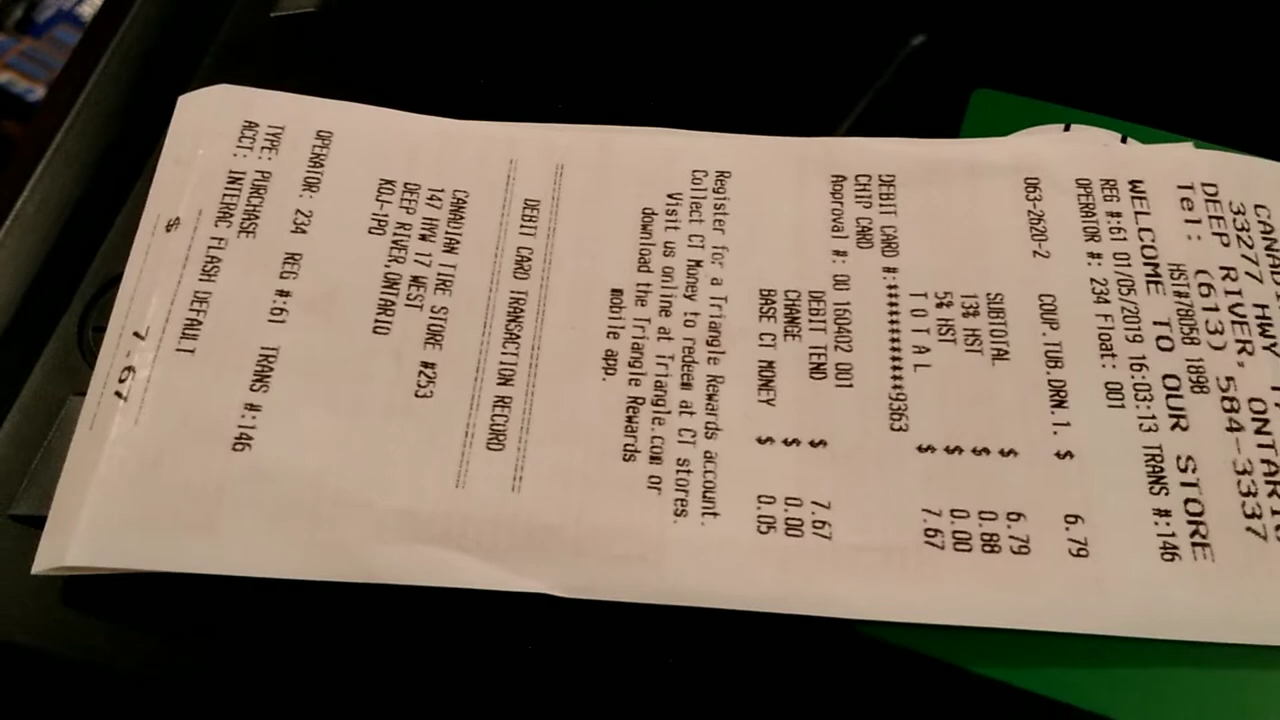 33277 HWY
DEEP RIVER, ONTARIO
Tel: (613) 584-3337
HST#78058 1898
WELCOME TO OUR STORE
REG #:61 01/05/2019 16:03:13 TRANS #:146
OPERATOR #: 234 Float: 001
063-2620-2 COUP.TUB.DRN.1. $ 6.79
SUBTOTAL $ 6.79
13% HST $ 0.88
5% HST $ 0.00
T O T A L $ 7.67
DEBIT CARD #:************9363
CHIP CARD
Approval #: 00 160402 001
DEBIT TEND $ 7.67
CHANGE $ 0.00
BASE CT MONEY $ 0.05
Register for a Triangle Rewards account.
Collect CT Money to redeem at CT stores.
Visit us online at Triangle.com or
download the Triangle Rewards
mobile app.
DEBIT CARD TRANSACTION RECORD
CANADIAN TIRE STORE #253
147 HYW 17 WEST
DEEP RIVER,ONTARIO
KOJ-1PO
OPERATOR: 234 REG #:61 TRANS #:146
TYPE: PURCHASE
ACCT: INTERAC FLASH DEFAULT
$ 7.67